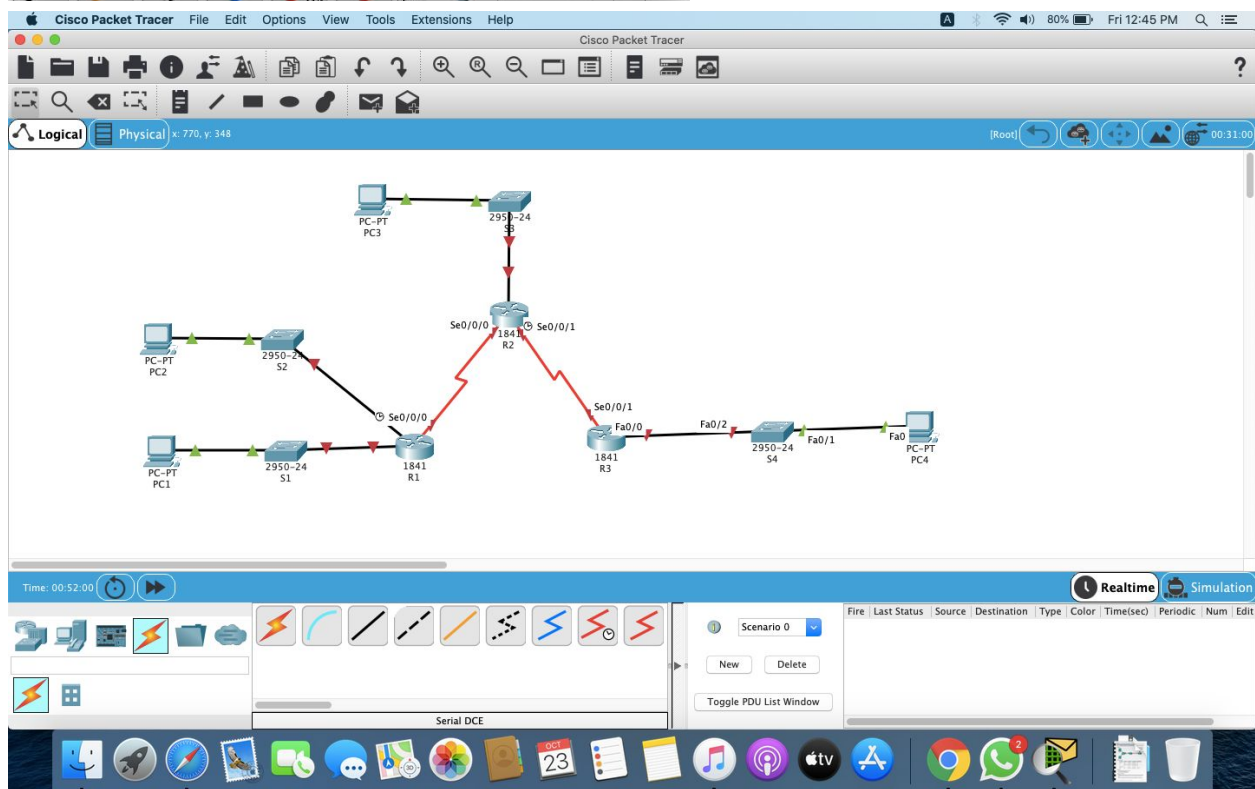 Cisco Packet Tracer File Edit Options View Tools Extensions Help
A 80% Fri 12:45 PM
Cisco Packet Tracer
?
Logical Physical x: 770, y: 348 [Root] 00:31:00
PC-PT
PC3
2950-24
S3
Se0/0/0 Se0/0/1
1841
R2
PC-PT
PC2
2950-24
S2
Se0/0/0
1841
R1
PC-PT
PC1
2950-24
S1
Se0/0/1
Fa0/0
1841
R3
Fa0/2
2950-24
S4
Fa0/1
Fa0
PC-PT
PC4
Time: 00:52:00 Realtime Simulation
Scenario 0
New Delete
Toggle PDU List Window
Fire Last Status Source Destination Type Color Time(sec) Periodic Num Edit
Serial DCE
OCT
23
tv
2